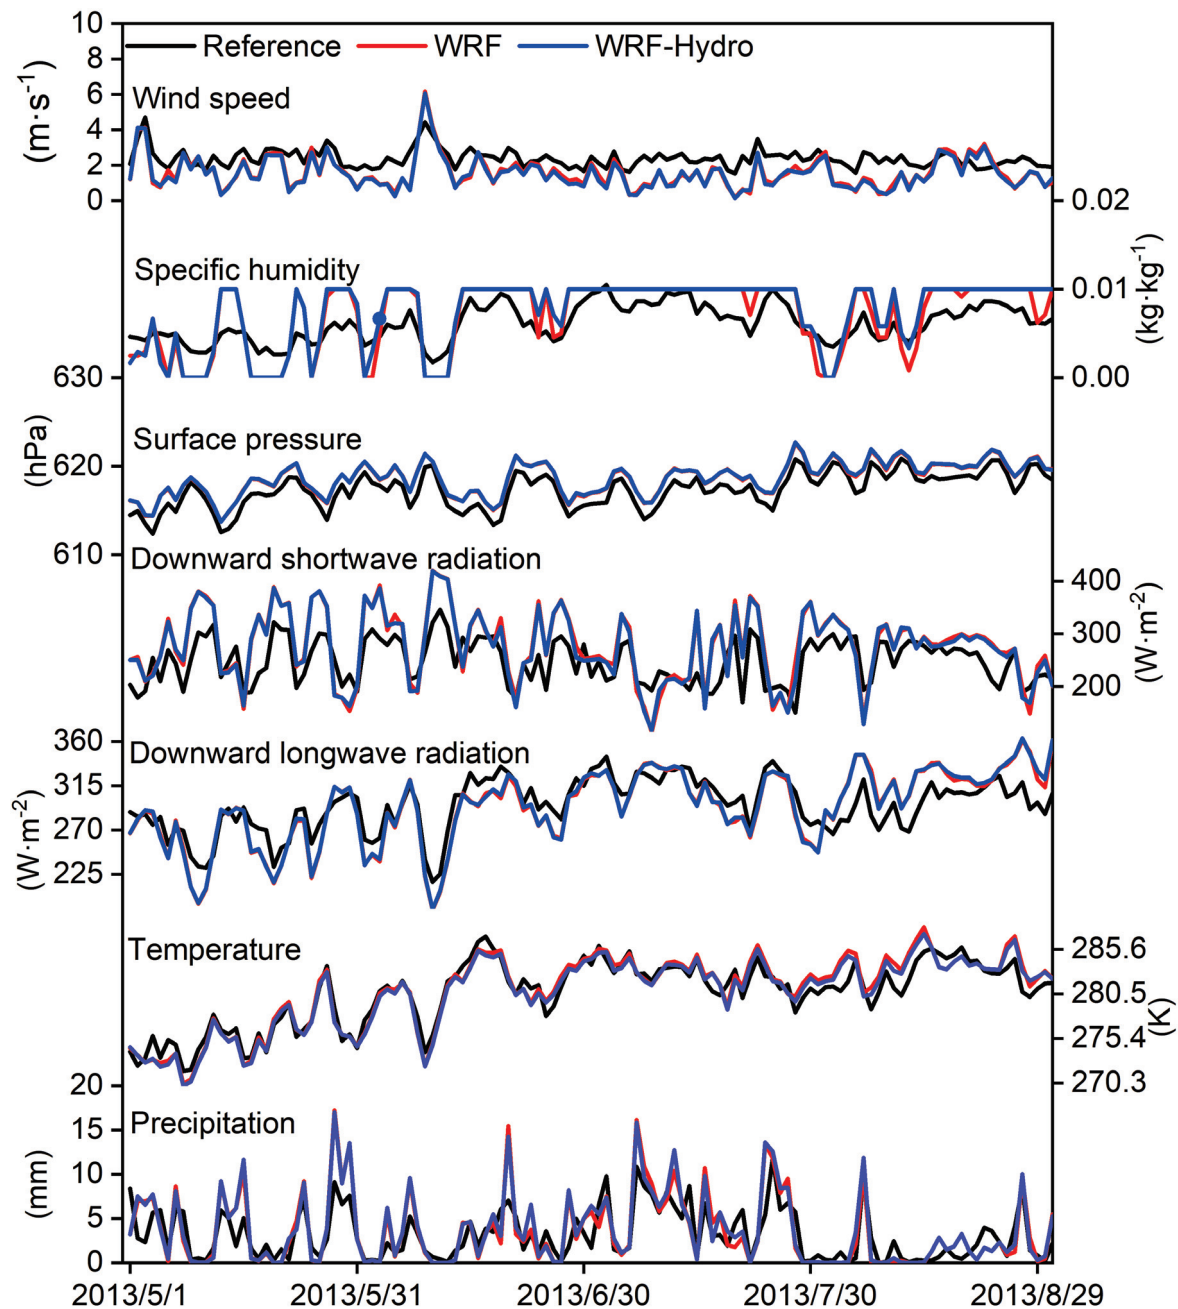 10
8
6
4
2
0
(m·s⁻¹)
Reference WRF WRF-Hydro
Wind speed
0.02
0.01
0.00
(kg·kg⁻¹)
Specific humidity
630
620
610
(hPa)
Surface pressure
Downward shortwave radiation
400
300
200
(W·m⁻²)
360
315
270
225
(W·m⁻²)
Downward longwave radiation
Temperature
285.6
280.5
275.4
270.3
(K)
20
15
10
5
0
(mm)
Precipitation
2013/5/1 2013/5/31 2013/6/30 2013/7/30 2013/8/29